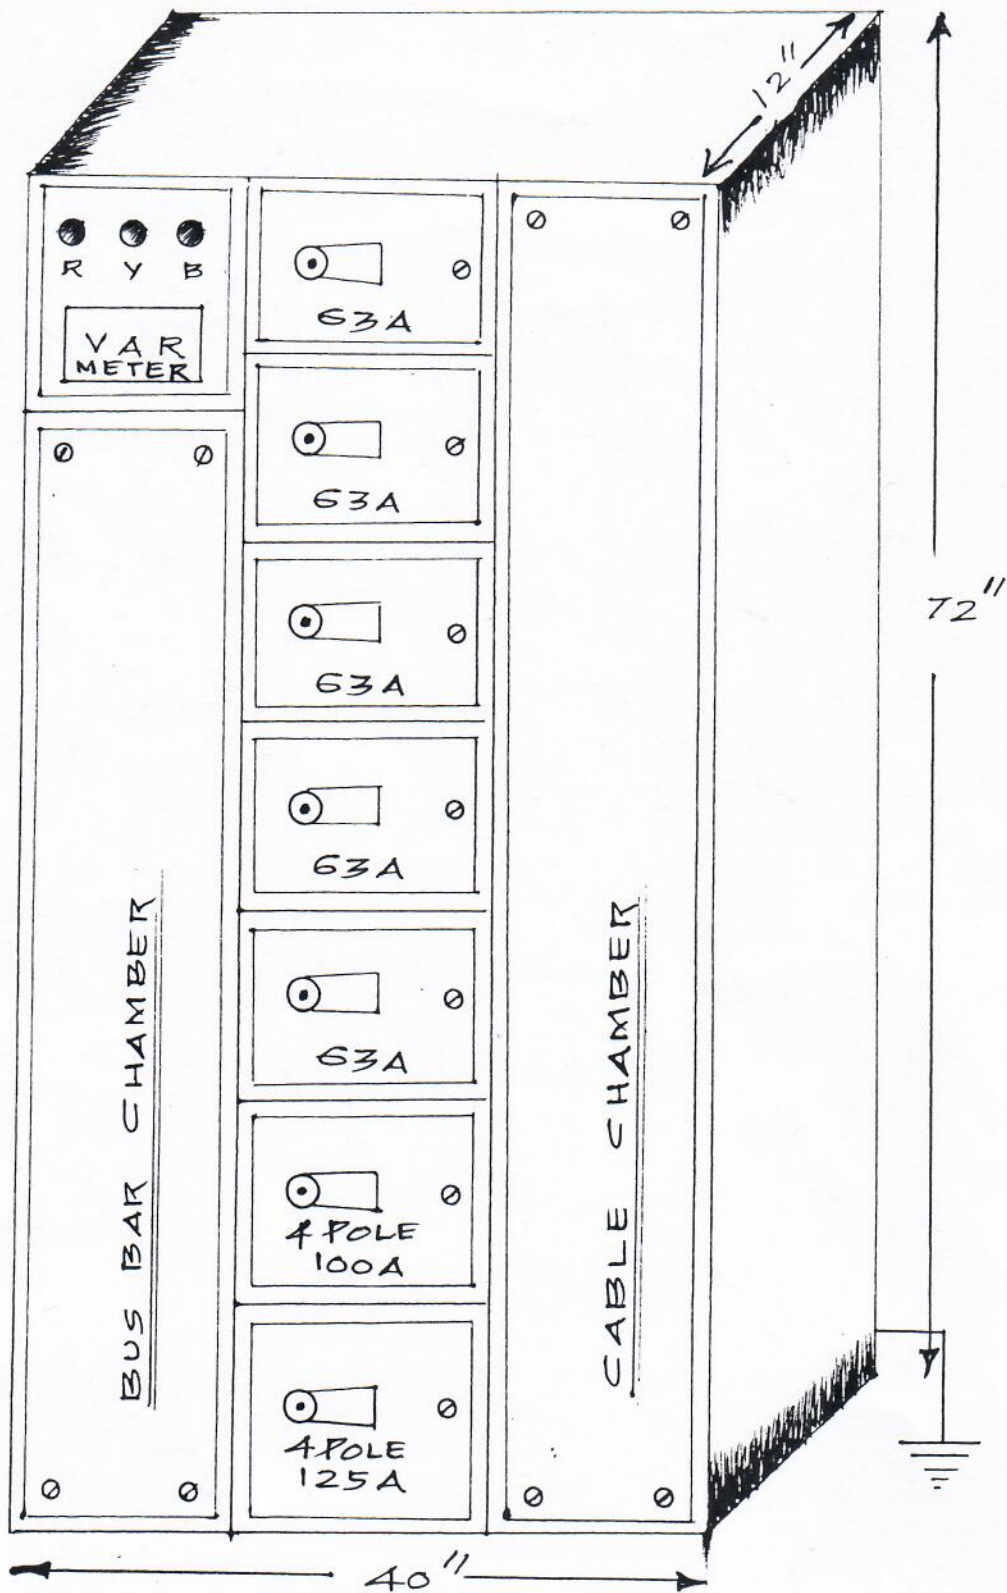 12"
R Y B
VAR
METER
63A
63A
63A
63A
63A
4 POLE
100A
4 POLE
125A
BUS BAR CHAMBER
CABLE CHAMBER
72"
40"